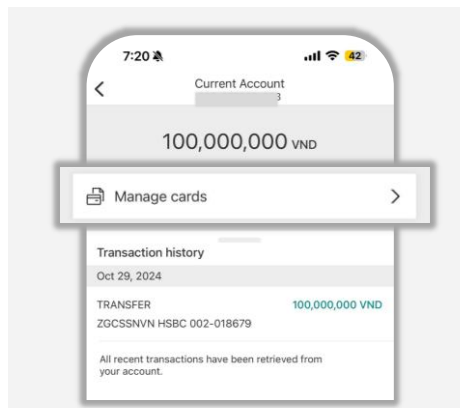 7:20
42
Current Account
3
100,000,000 VND
Manage cards
Transaction history
Oct 29, 2024
TRANSFER 100,000,000 VND
ZGCSSNVN HSBC 002-018679
All recent transactions have been retrieved from
your account.